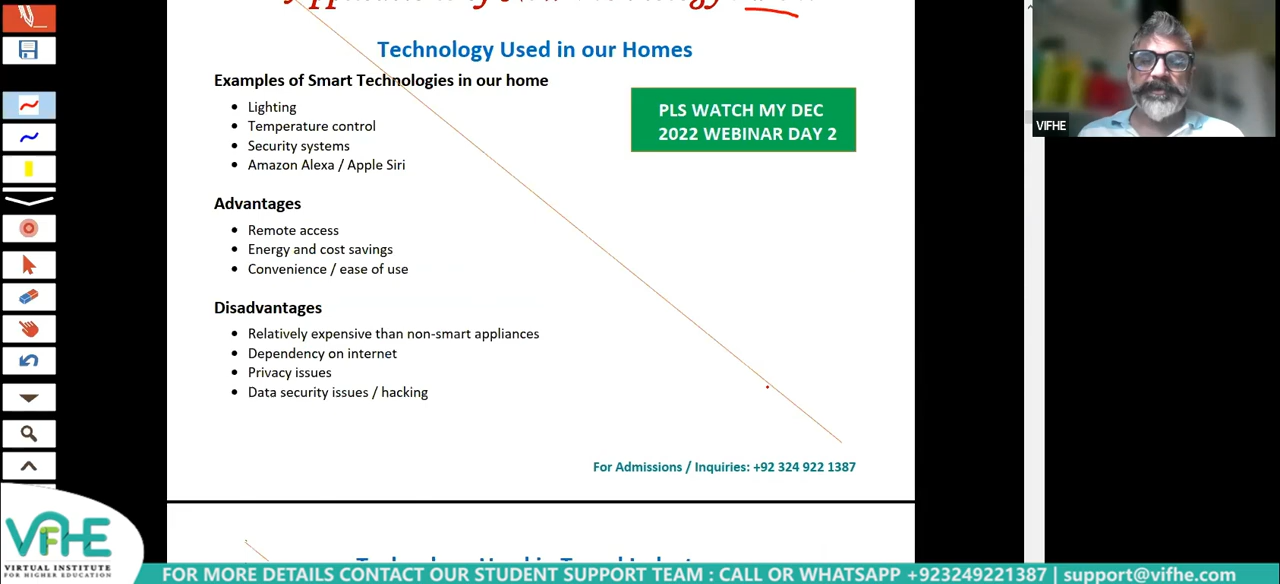 Technology Used in our Homes
Examples of Smart Technologies in our home
• Lighting
• Temperature control
• Security systems
• Amazon Alexa / Apple Siri
PLS WATCH MY DEC
2022 WEBINAR DAY 2
VIFHE
Advantages
• Remote access
• Energy and cost savings
• Convenience / ease of use
Disadvantages
• Relatively expensive than non-smart appliances
• Dependency on internet
• Privacy issues
• Data security issues / hacking
For Admissions / Inquiries: +92 324 922 1387
VIFHE
VIRTUAL INSTITUTE
FOR HIGHER EDUCATION
FOR MORE DETAILS CONTACT OUR STUDENT SUPPORT TEAM : CALL OR WHATSAPP +923249221387 | support@vifhe.com